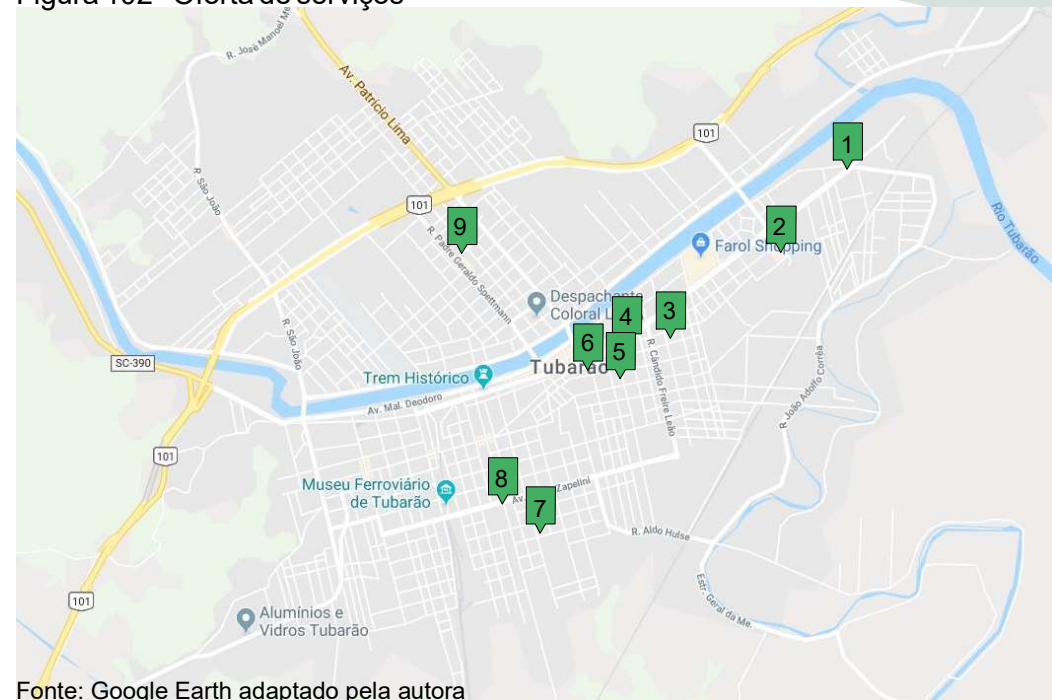 Figura 102 Oferta de serviços
R. José Manoel Me
Av. Patrício Lima
101
1
R. São João
101
9
2
Rio Tubarão
R. Padre Geraldo Spettmann
Farol Shopping
Despachante
Coloral L
4
3
6
5
R. São João
SC-390
Tubarão
Trem Histórico
R. Cândido Freire Leão
R. João Adolfo Corrêa
Av. Mal. Deodoro
101
8
Museu Ferroviário
de Tubarão
Av.
Zapelini
7
R. Aldo Hulse
Estr. Geral da Me.
101
Alumínios e
Vidros Tubarão
Fonte: Google Earth adaptado pela autora